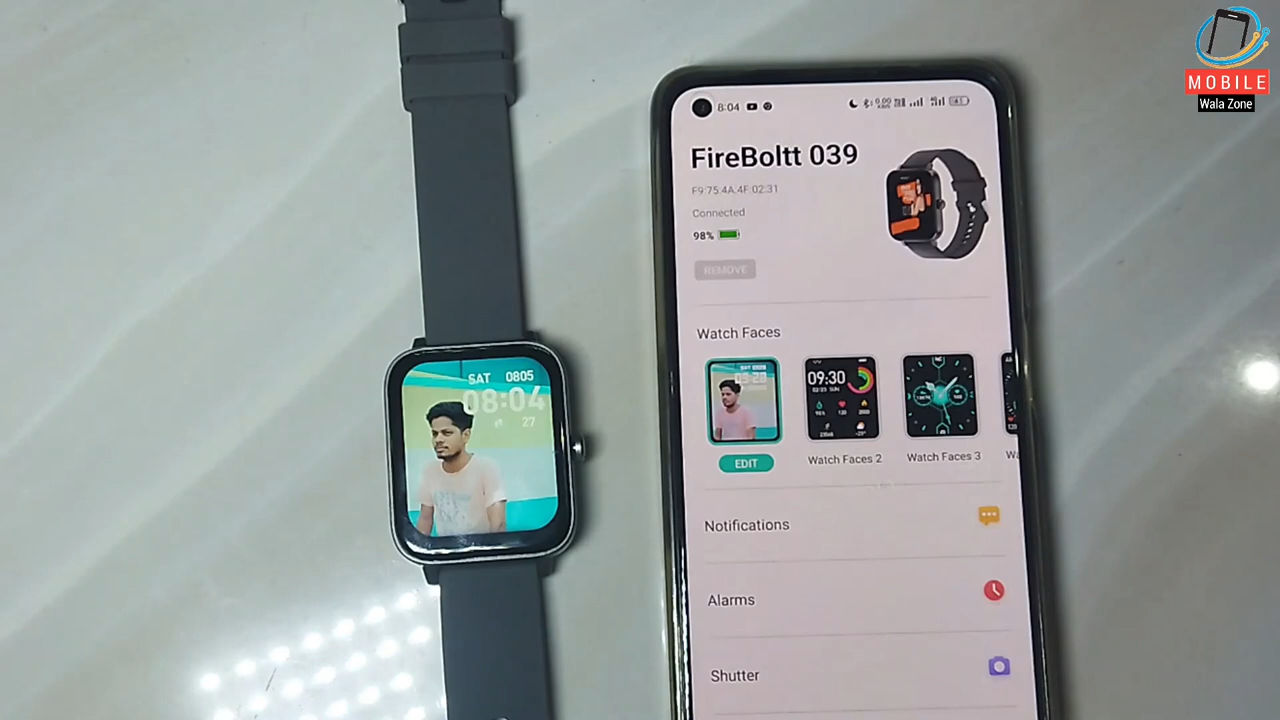 MOBILE
Wala Zone
8:04
FireBoltt 039
F9:75:4A:4F:02:31
Connected
98%
REMOVE
Watch Faces
EDIT
09:30
Watch Faces 2
Watch Faces 3
Notifications
Alarms
Shutter
SAT 0805
08:04
27